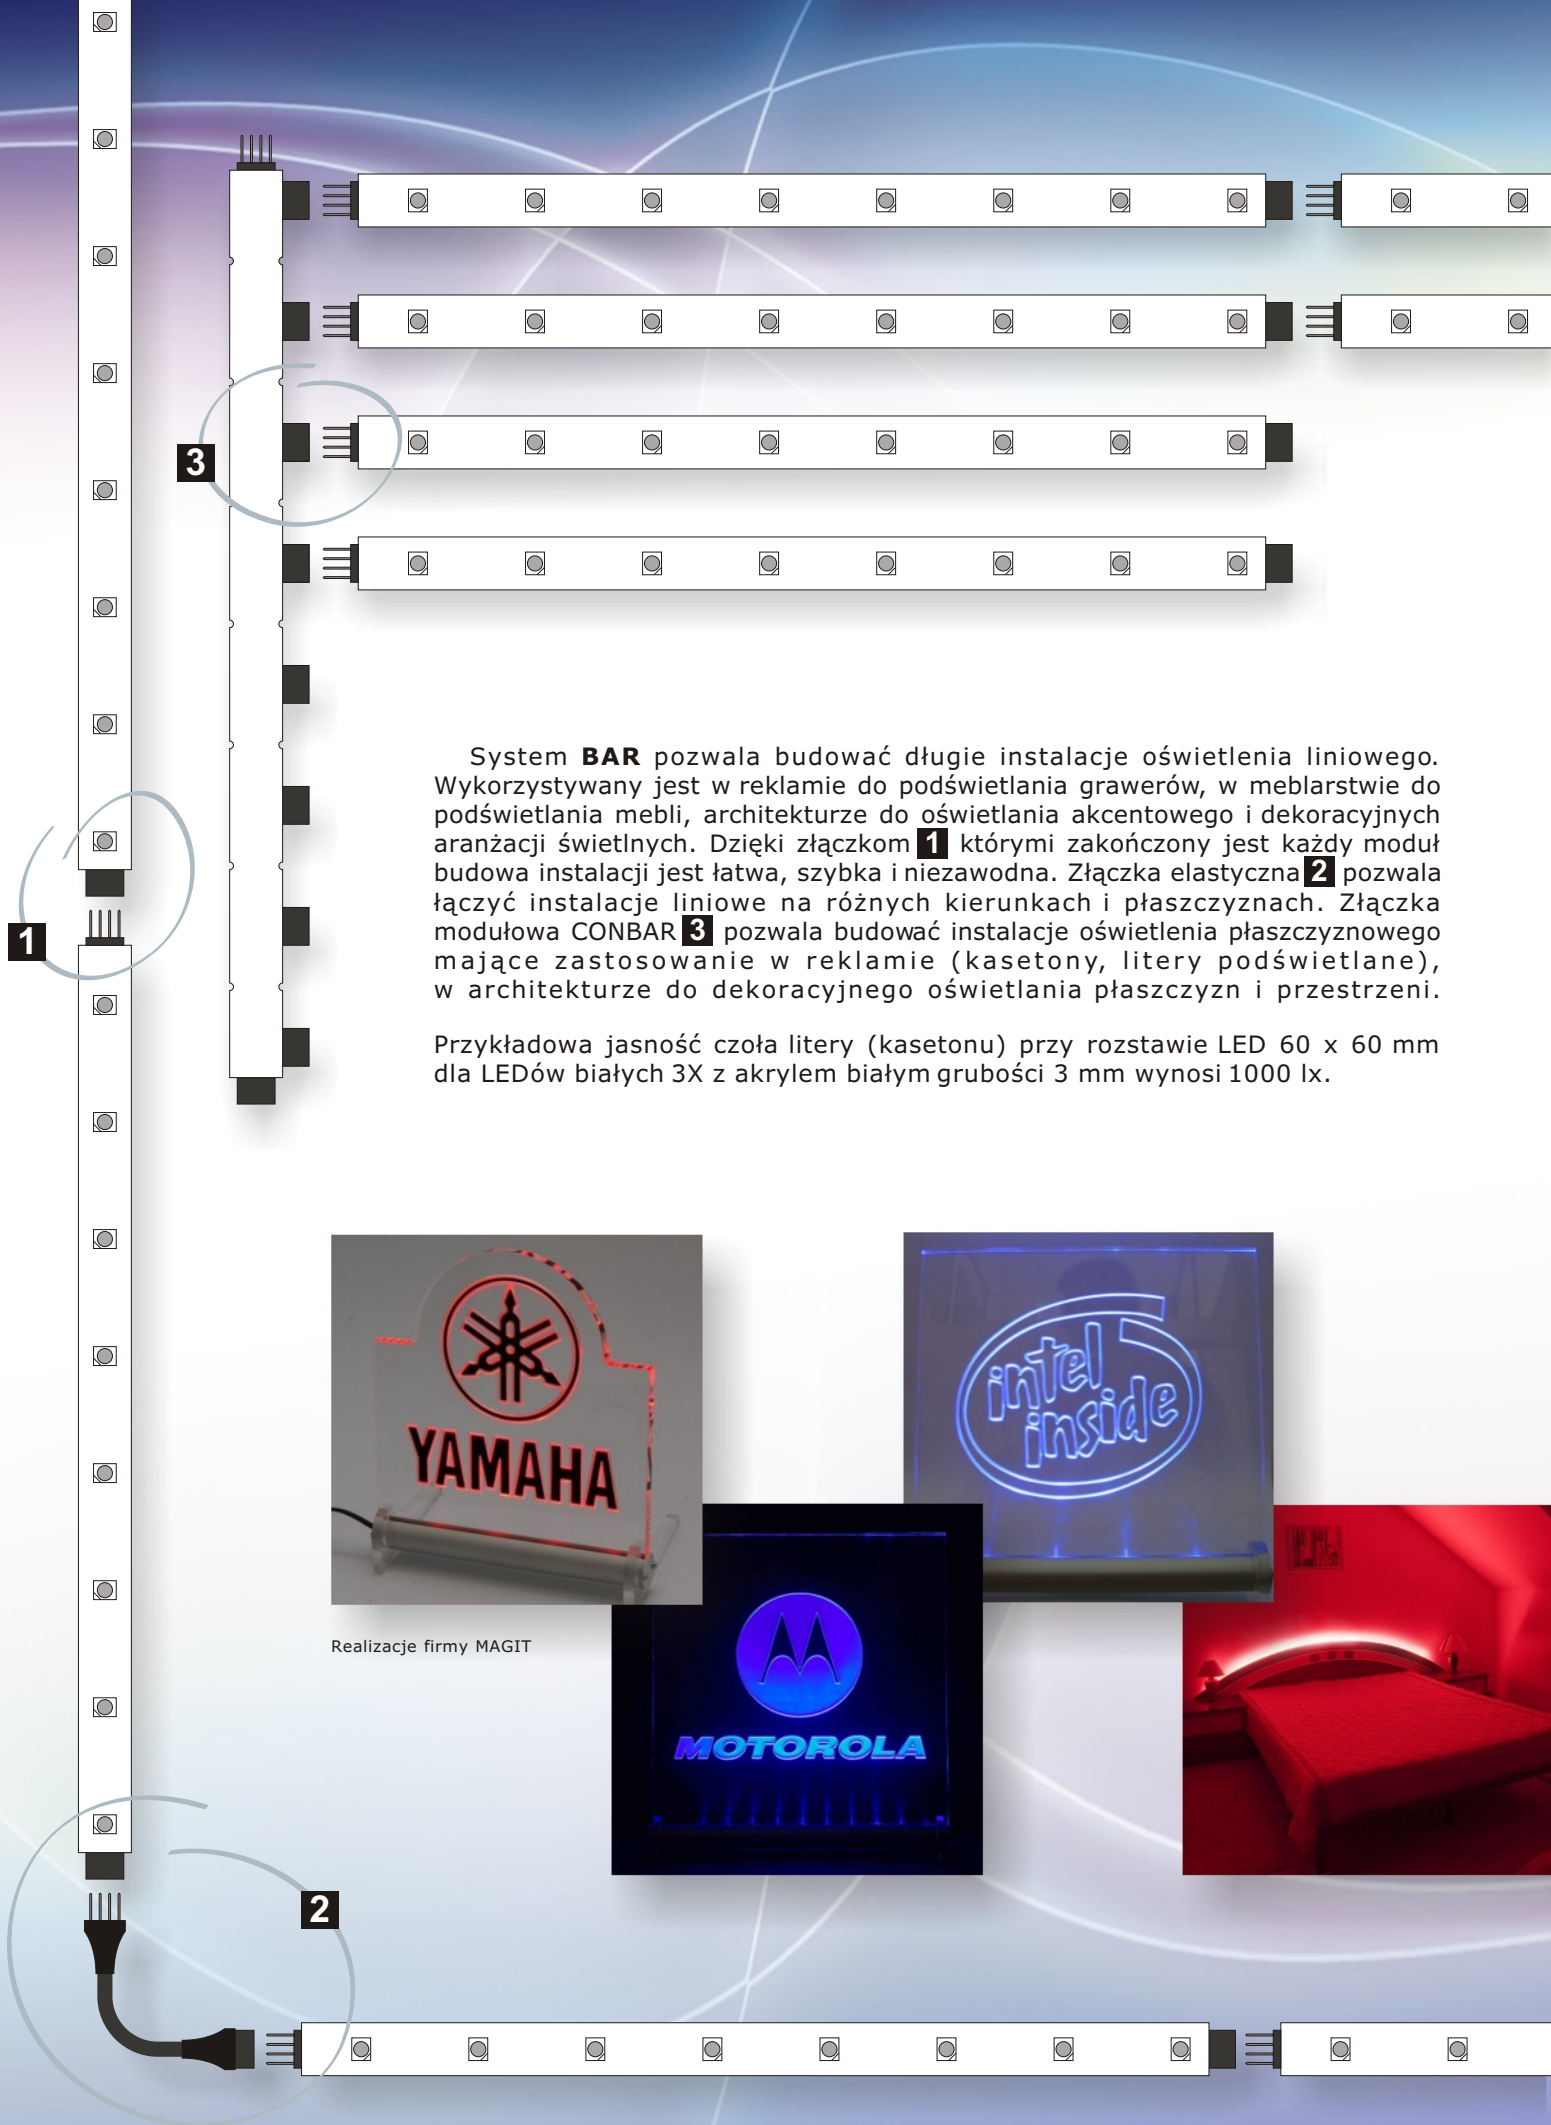 3
System BAR pozwala budować długie instalacje oświetlenia liniowego.
Wykorzystywany jest w reklamie do podświetlania grawerów, w meblarstwie do
podświetlania mebli, architekturze do oświetlania akcentowego i dekoracyjnych
aranżacji świetlnych. Dzięki złączkom 1 którymi zakończony jest każdy moduł
budowa instalacji jest łatwa, szybka i niezawodna. Złączka elastyczna 2 pozwala
łączyć instalacje liniowe na różnych kierunkach i płaszczyznach. Złączka
modułowa CONBAR 3 pozwala budować instalacje oświetlenia płaszczyznowego
mające zastosowanie w reklamie (kasetony, litery podświetlane),
w architekturze do dekoracyjnego oświetlania płaszczyzn i przestrzeni.
1
Przykładowa jasność czoła litery (kasetonu) przy rozstawie LED 60 x 60 mm
dla LEDów białych 3X z akrylem białym grubości 3 mm wynosi 1000 lx.
YAMAHA
intel
inside
Realizacje firmy MAGIT
MOTOROLA
2